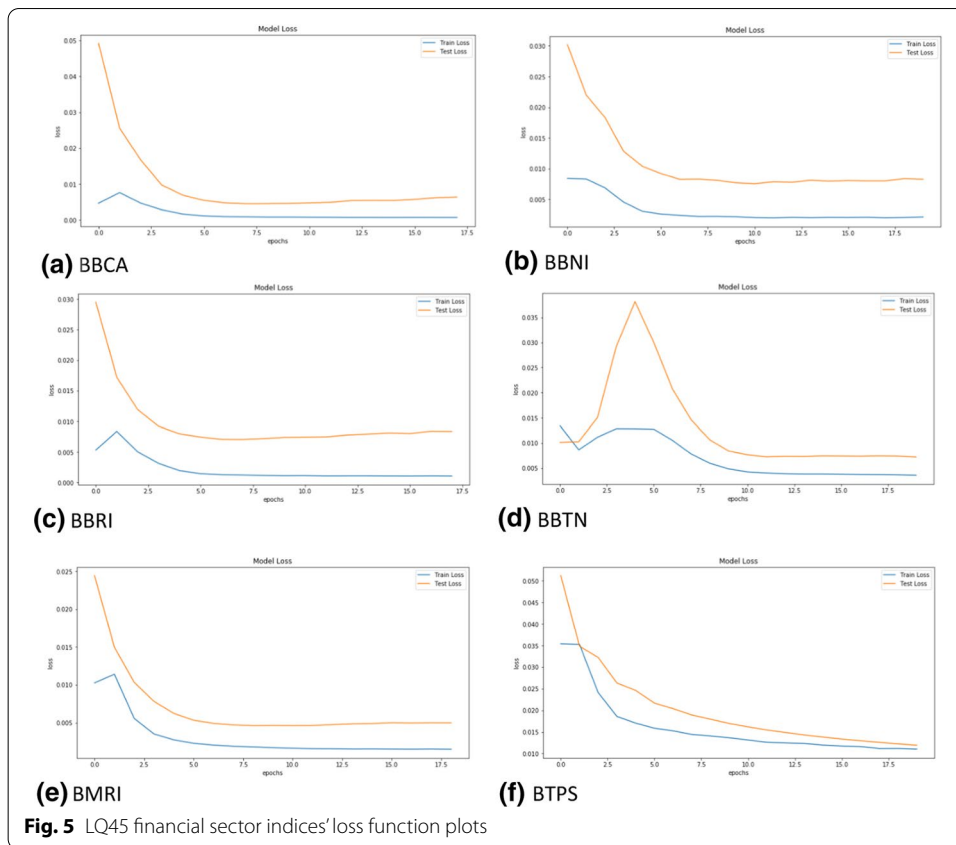 Model Loss
Train Loss
Test Loss
0.05
0.04
0.03
0.02
0.01
0.00
loss
0.0 2.5 5.0 7.5 10.0 12.5 15.0 17.5
epochs
(a) BBCA
Model Loss
Train Loss
Test Loss
0.030
0.025
0.020
0.015
0.010
0.005
loss
0.0 2.5 5.0 7.5 10.0 12.5 15.0 17.5
epochs
(b) BBNI
Model Loss
Train Loss
Test Loss
0.030
0.025
0.020
0.015
0.010
0.005
0.000
loss
0.0 2.5 5.0 7.5 10.0 12.5 15.0 17.5
epochs
(c) BBRI
Model Loss
Train Loss
Test Loss
0.035
0.030
0.025
0.020
0.015
0.010
0.005
loss
0.0 2.5 5.0 7.5 10.0 12.5 15.0 17.5
epochs
(d) BBTN
Model Loss
Train Loss
Test Loss
0.025
0.020
0.015
0.010
0.005
loss
0.0 2.5 5.0 7.5 10.0 12.5 15.0 17.5
epochs
(e) BMRI
Model Loss
Train Loss
Test Loss
0.050
0.045
0.040
0.035
0.030
0.025
0.020
0.015
0.010
loss
0.0 2.5 5.0 7.5 10.0 12.5 15.0 17.5
epochs
(f) BTPS
Fig. 5 LQ45 financial sector indices' loss function plots